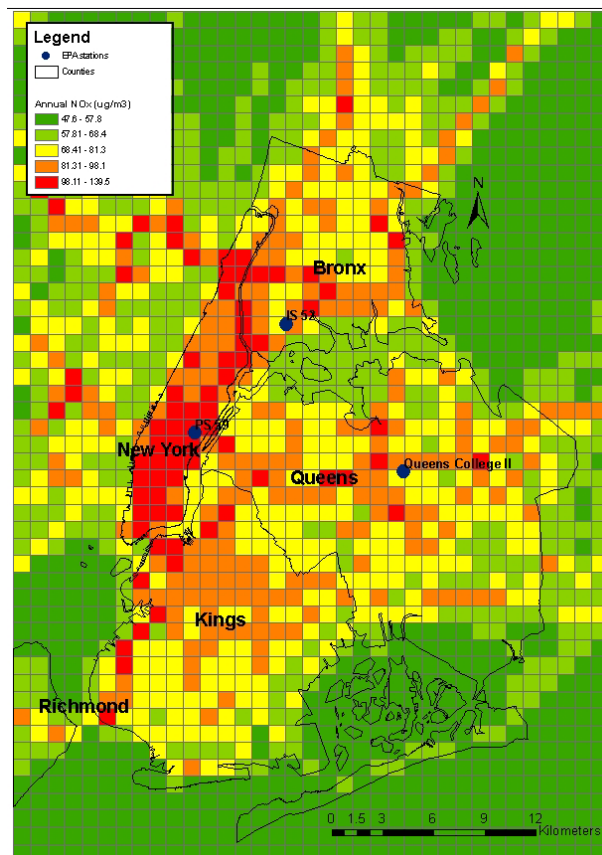 Legend
EPA stations
Counties
Annual NOx (ug/m3)
47.6 - 57.8
57.81 - 68.4
68.41 - 81.3
81.31 - 98.1
98.11 - 139.5
N
Bronx
IS 52
PS 59
New York
Queens College II
Queens
Kings
Richmond
0 1.5 3 6 9 12
Kilometers